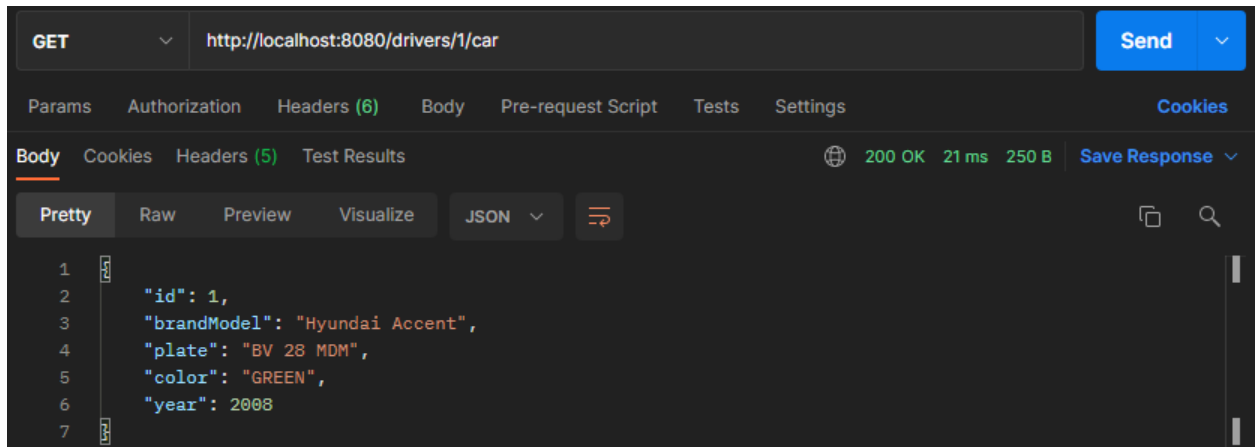 GET http://localhost:8080/drivers/1/car Send
Params Authorization Headers (6) Body Pre-request Script Tests Settings Cookies
Body Cookies Headers (5) Test Results 200 OK 21 ms 250 B Save Response
Pretty Raw Preview Visualize JSON
1 {
2 "id": 1,
3 "brandModel": "Hyundai Accent",
4 "plate": "BV 28 MDM",
5 "color": "GREEN",
6 "year": 2008
7 }